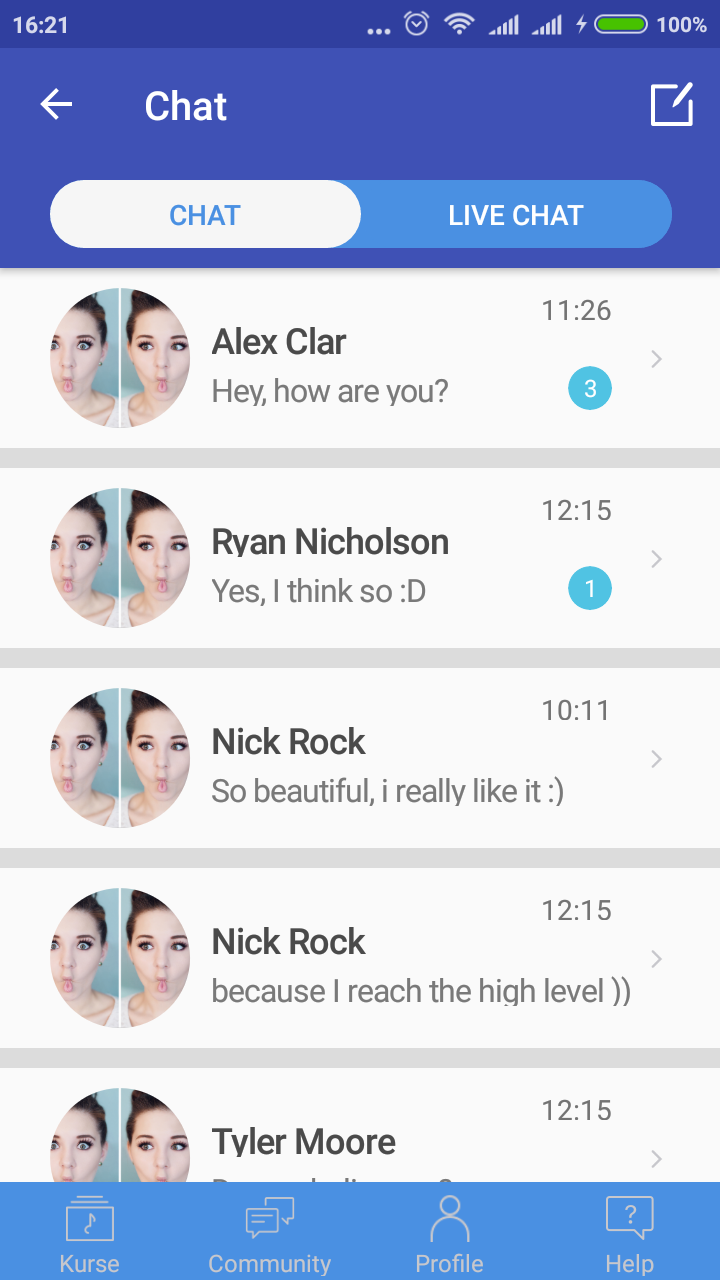 16:21 100%
Chat
CHAT LIVE CHAT
11:26
Alex Clar
Hey, how are you?
3
12:15
Ryan Nicholson
Yes, I think so :D
1
10:11
Nick Rock
So beautiful, i really like it :)
12:15
Nick Rock
because I reach the high level ))
12:15
Tyler Moore
?
Kurse Community Profile Help